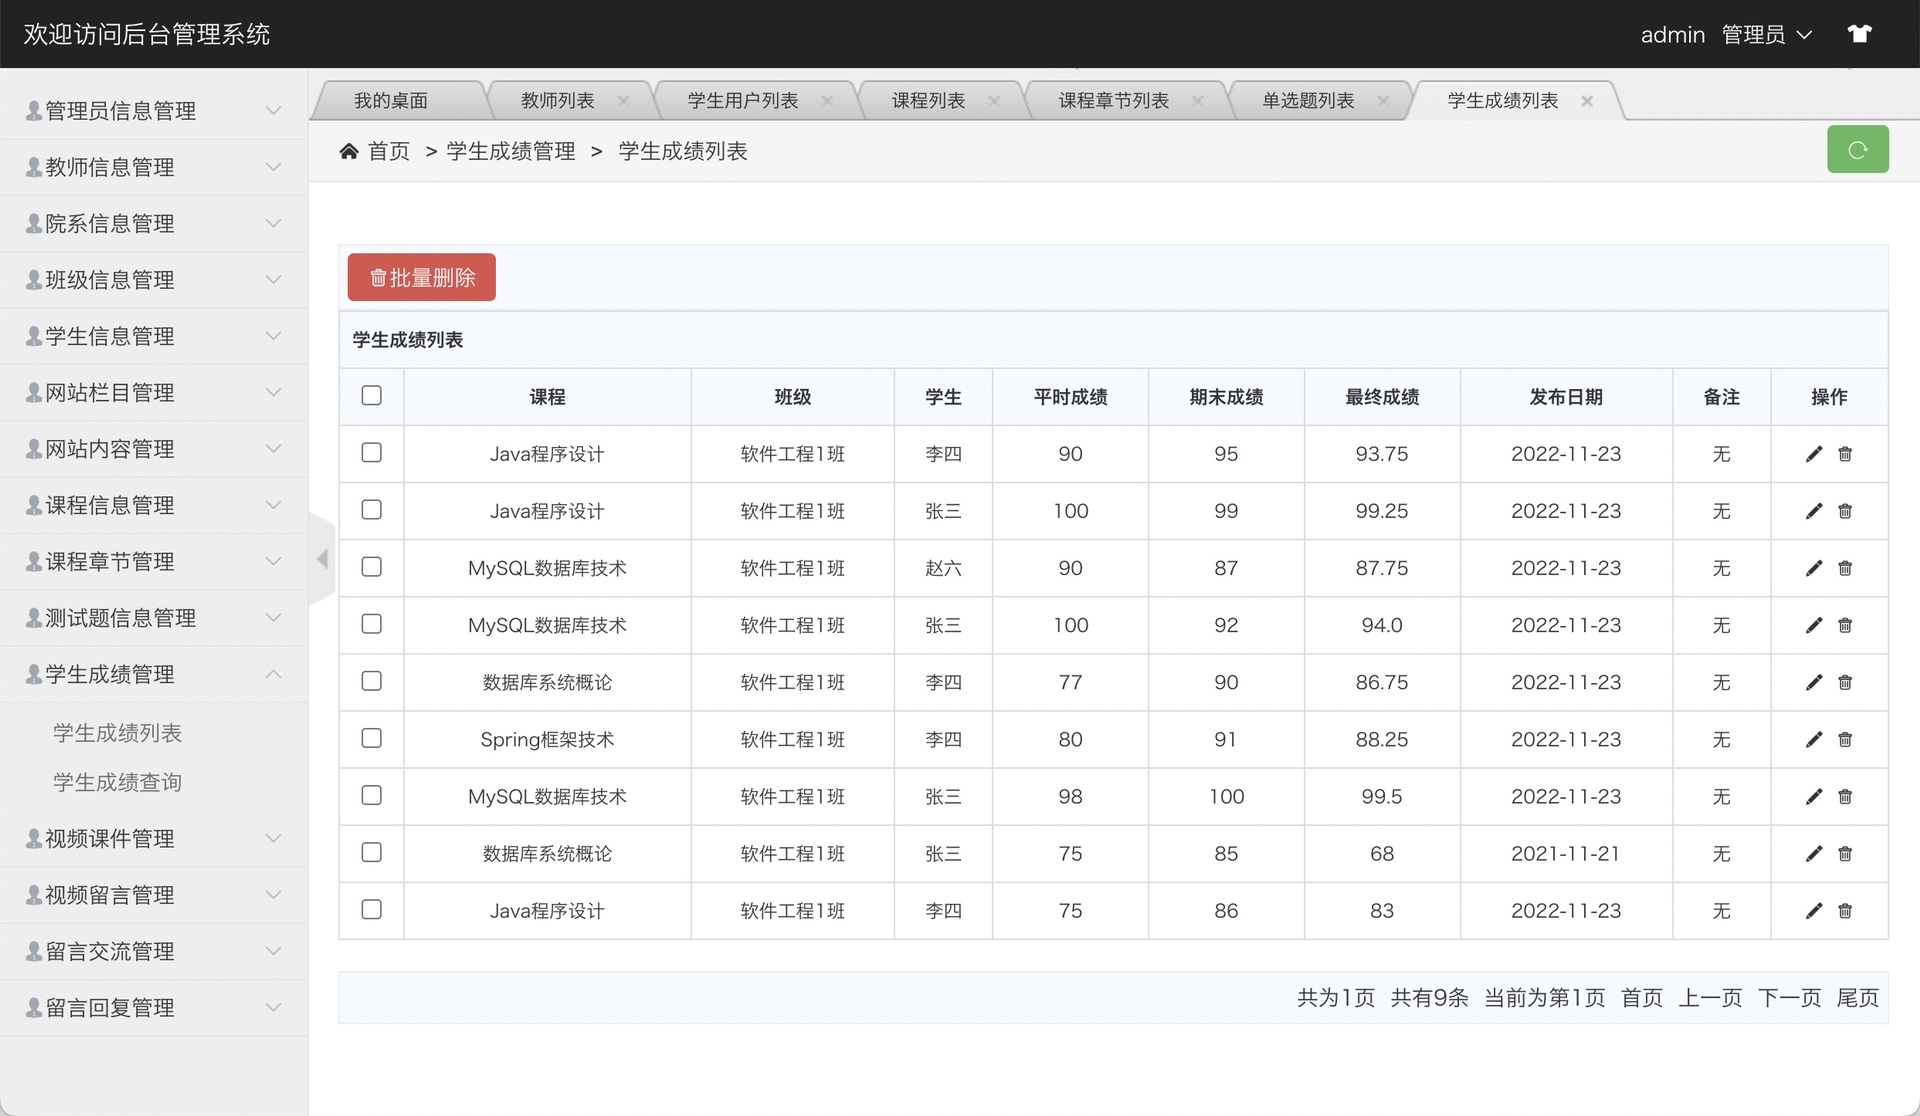 欢迎访问后台管理系统 admin 管理员
管理员信息管理
教师信息管理
院系信息管理
班级信息管理
学生信息管理
网站栏目管理
网站内容管理
课程信息管理
课程章节管理
测试题信息管理
学生成绩管理
学生成绩列表
学生成绩查询
视频课件管理
视频留言管理
留言交流管理
留言回复管理
我的桌面 教师列表 学生用户列表 课程列表 课程章节列表 单选题列表 学生成绩列表
首页 > 学生成绩管理 > 学生成绩列表
批量删除
学生成绩列表
课程 班级 学生 平时成绩 期末成绩 最终成绩 发布日期 备注 操作
Java程序设计 软件工程1班 李四 90 95 93.75 2022-11-23 无
Java程序设计 软件工程1班 张三 100 99 99.25 2022-11-23 无
MySQL数据库技术 软件工程1班 赵六 90 87 87.75 2022-11-23 无
MySQL数据库技术 软件工程1班 张三 100 92 94.0 2022-11-23 无
数据库系统概论 软件工程1班 李四 77 90 86.75 2022-11-23 无
Spring框架技术 软件工程1班 李四 80 91 88.25 2022-11-23 无
MySQL数据库技术 软件工程1班 张三 98 100 99.5 2022-11-23 无
数据库系统概论 软件工程1班 张三 75 85 68 2021-11-21 无
Java程序设计 软件工程1班 李四 75 86 83 2022-11-23 无
共为1页 共有9条 当前为第1页 首页 上一页 下一页 尾页